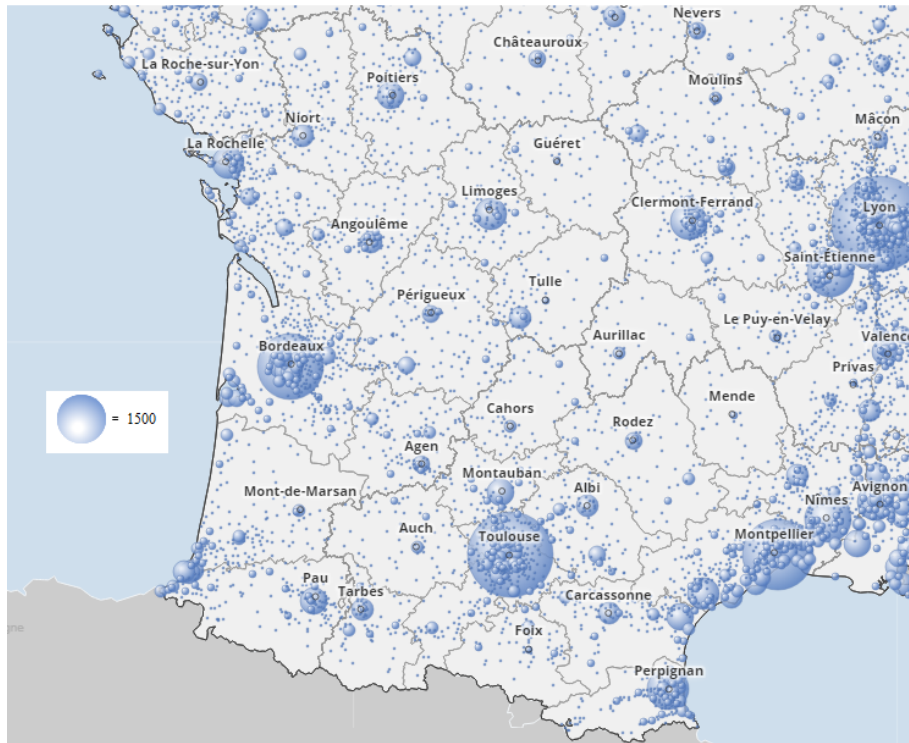 Nevers
Châteauroux
La Roche-sur-Yon
Poitiers
Moulins
Niort
Mâcon
La Rochelle
Guéret
Limoges
Clermont-Ferrand
Lyon
Angoulême
Saint-Étienne
Tulle
Périgueux
Le Puy-en-Velay
Aurillac
Valence
Bordeaux
Privas
Mende
= 1500
Cahors
Rodez
Agen
Montauban
Albi
Avignon
Mont-de-Marsan
Nîmes
Auch
Toulouse
Montpellier
Pau
Tarbes
Carcassonne
gne
Foix
Perpignan